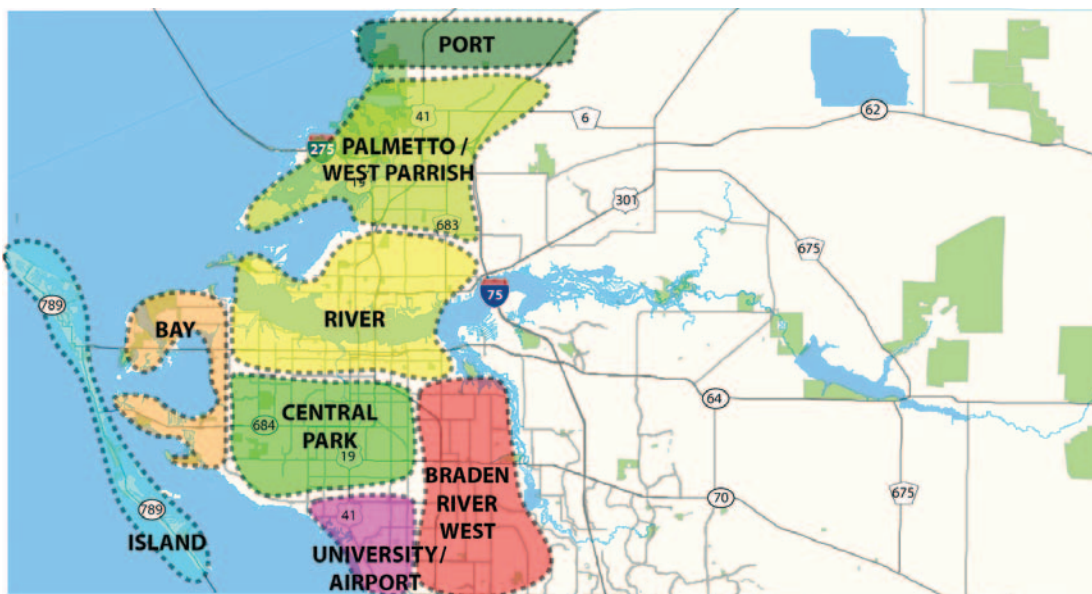 PORT
41
6
62
275
PALMETTO /
WEST PARRISH
19
301
683
675
789
75
BAY
RIVER
64
CENTRAL
PARK
684
19
BRADEN
RIVER
WEST
70
675
789
41
ISLAND
UNIVERSITY/
AIRPORT